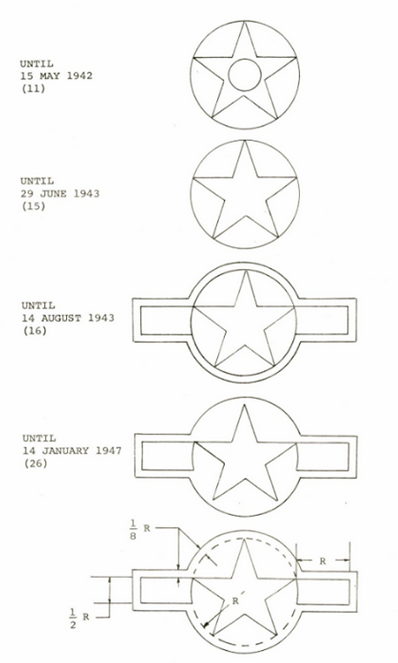 UNTIL
15 MAY 1942
(11)
UNTIL
29 JUNE 1943
(15)
UNTIL
14 AUGUST 1943
(16)
UNTIL
14 JANUARY 1947
(26)
1/8 R
R
R
1/2 R